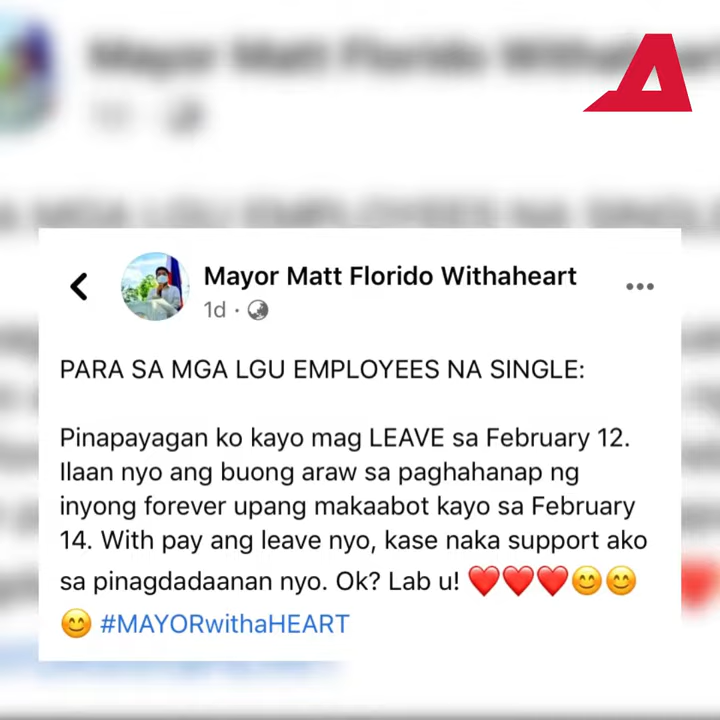 Mayor Matt Florido Withaheart
1d ·
PARA SA MGA LGU EMPLOYEES NA SINGLE:
Pinapayagan ko kayo mag LEAVE sa February 12.
Ilaan nyo ang buong araw sa paghahanap ng
inyong forever upang makaabot kayo sa February
14. With pay ang leave nyo, kase naka support ako
sa pinagdadaanan nyo. Ok? Lab u! ❤️❤️❤️😊😊
😊 #MAYORwithaHEART